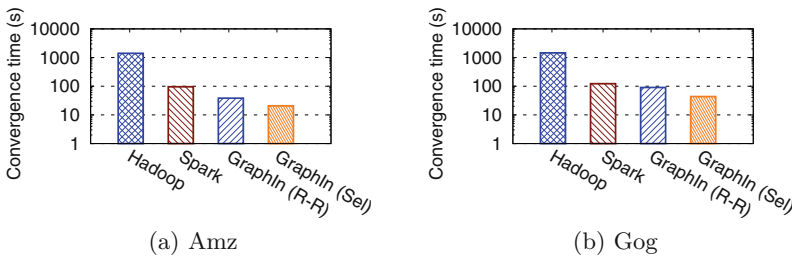 Convergence time (s)
10000
1000
100
10
1
Hadoop
Spark
GraphIn (R-R)
GraphIn (Sel)
(a) Amz
Convergence time (s)
10000
1000
100
10
1
Hadoop
Spark
GraphIn (R-R)
GraphIn (Sel)
(b) Gog